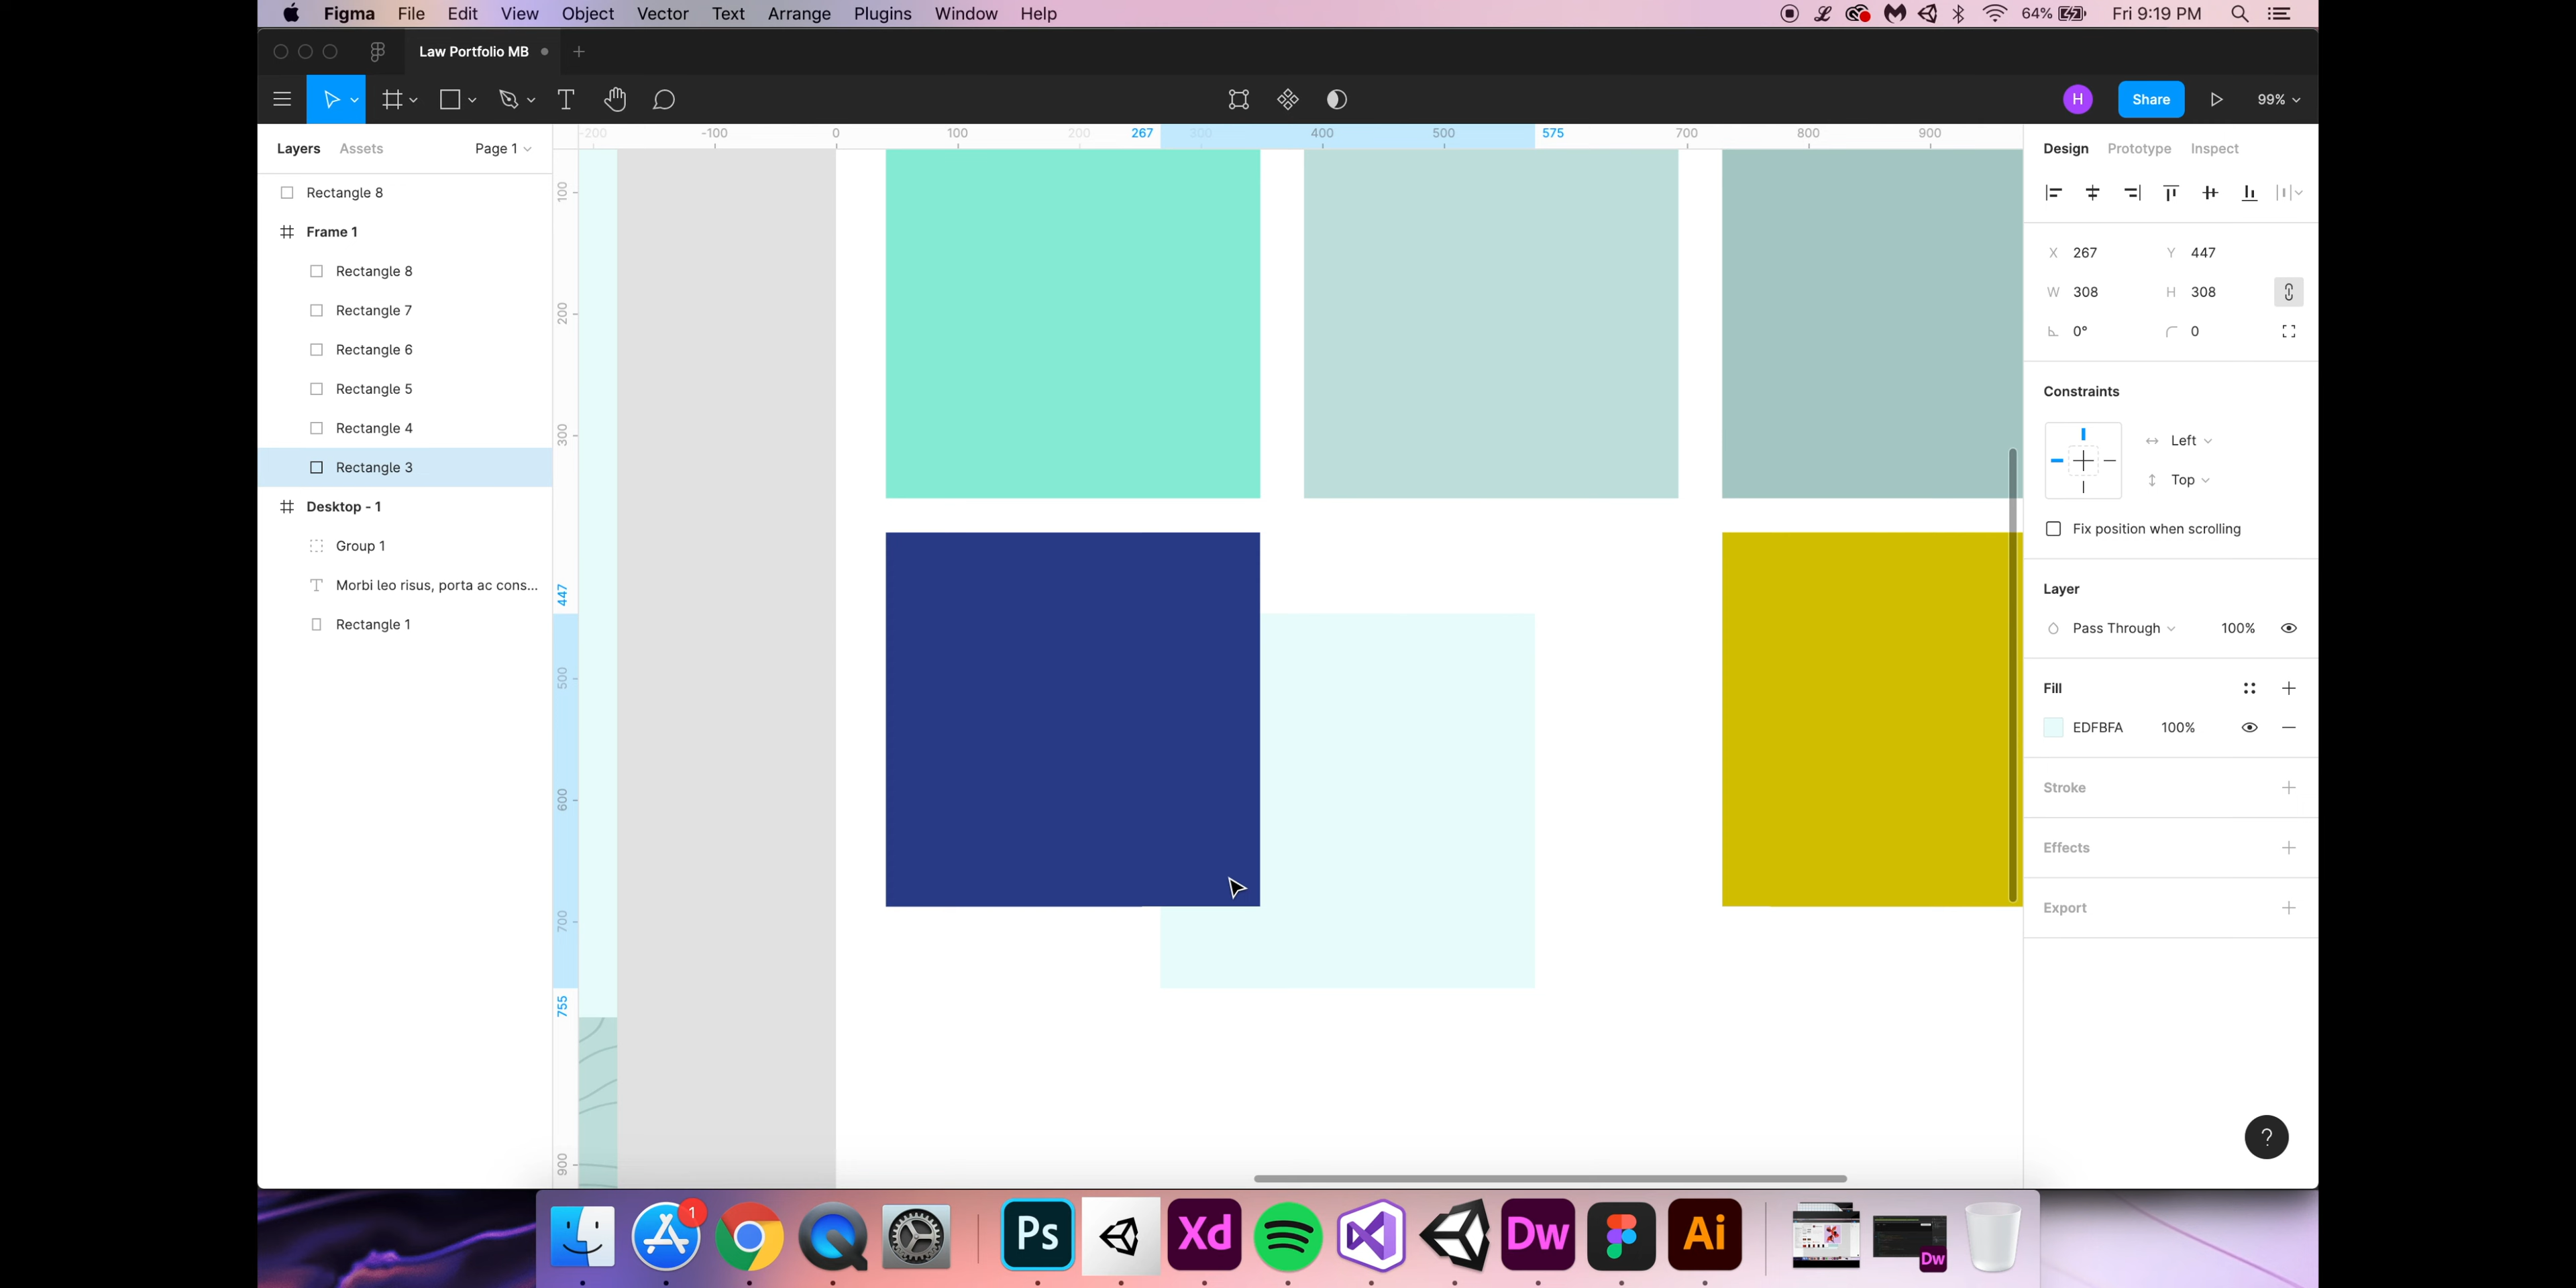 Figma File Edit View Object Vector Text Arrange Plugins Window Help 64% Fri 9:19 PM
Law Portfolio MB
H Share 99%
Layers Assets Page 1
-200 -100 0 100 200 267 300 400 500 575 700 800 900
Design Prototype Inspect
Rectangle 8
Frame 1
Rectangle 8
Rectangle 7
Rectangle 6
Rectangle 5
Rectangle 4
Rectangle 3
Desktop - 1
Group 1
Morbi leo risus, porta ac cons...
Rectangle 1
100
200
300
447
500
600
700
755
900
X 267 Y 447
W 308 H 308
0° 0
Constraints
Left
Top
Fix position when scrolling
Layer
Pass Through 100%
Fill
EDFBFA 100%
Stroke
Effects
Export
?
1
Ps Xd Dw Ai Dw